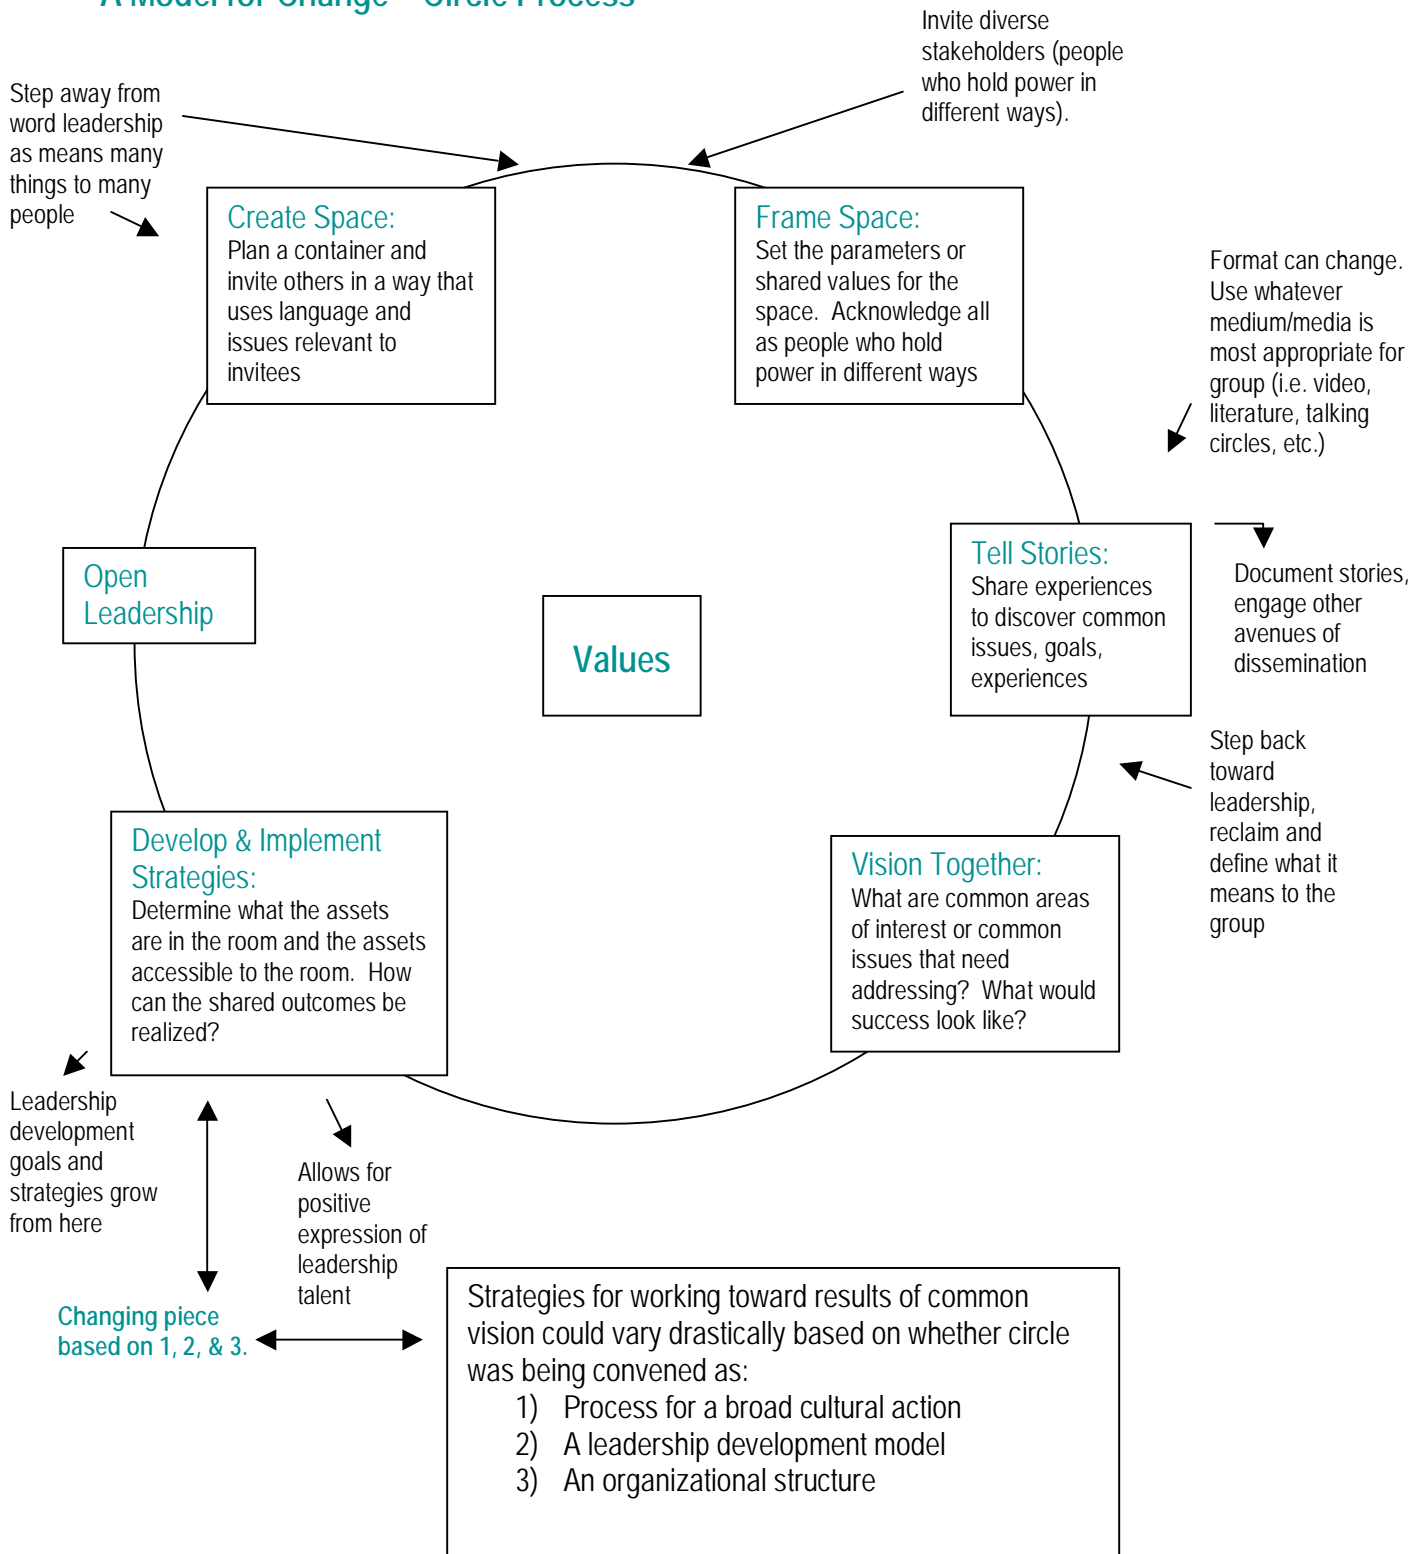 A Model for Change – Circle Process
Invite diverse
stakeholders (people
who hold power in
different ways).
Step away from
word leadership
as means many
things to many
people
Create Space:
Plan a container and
invite others in a way that
uses language and
issues relevant to
invitees
Frame Space:
Set the parameters or
shared values for the
space.  Acknowledge all
as people who hold
power in different ways
Format can change.
Use whatever
medium/media is
most appropriate for
group (i.e. video,
literature, talking
circles, etc.)
Open
Leadership
Values
Tell Stories:
Share experiences
to discover common
issues, goals,
experiences
Document stories,
engage other
avenues of
dissemination
Step back
toward
leadership,
reclaim and
define what it
means to the
group
Develop & Implement
Strategies:
Determine what the assets
are in the room and the assets
accessible to the room.  How
can the shared outcomes be
realized?
Vision Together:
What are common areas
of interest or common
issues that need
addressing?  What would
success look like?
Leadership
development
goals and
strategies grow
from here
Allows for
positive
expression of
leadership
talent
Changing piece
based on 1, 2, & 3.
Strategies for working toward results of common
vision could vary drastically based on whether circle
was being convened as:
1) Process for a broad cultural action
2) A leadership development model
3) An organizational structure